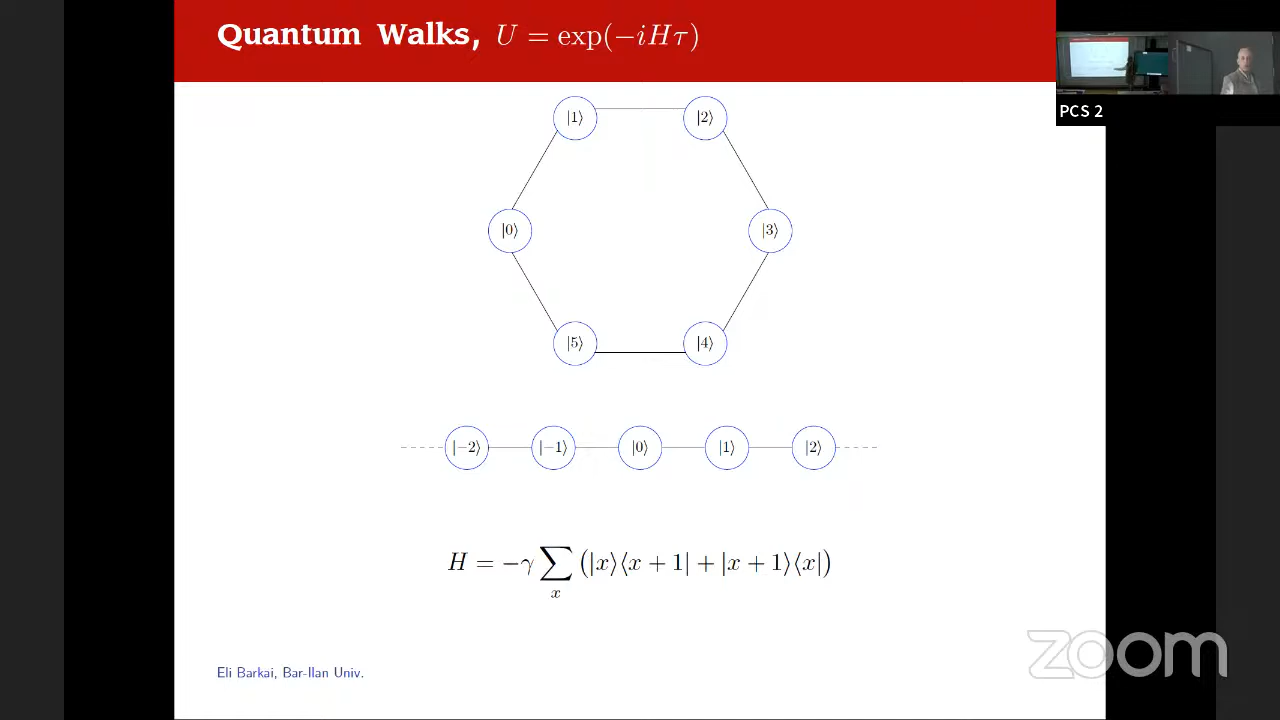 Quantum Walks, U = exp(−iHτ)
PCS 2
|1⟩ |2⟩
|0⟩ |3⟩
|5⟩ |4⟩
|−2⟩ |−1⟩ |0⟩ |1⟩ |2⟩
H = −γ ∑ₓ (|x⟩⟨x + 1| + |x + 1⟩⟨x|)
zoom
Eli Barkai, Bar-Ilan Univ.